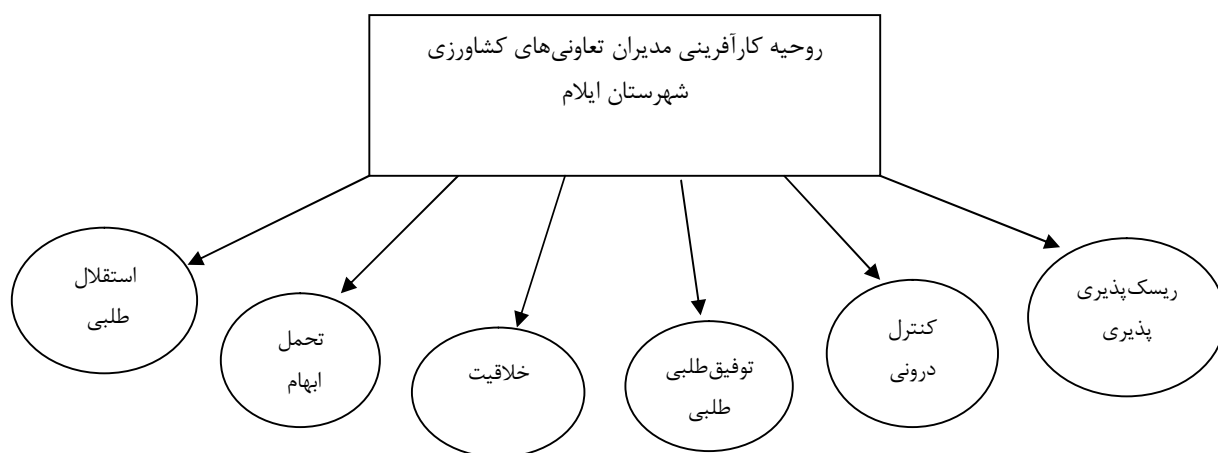 روحیه کارآفرینی مدیران تعاونی‌های کشاورزی
شهرستان ایلام
ریسک‌پذیری
پذیری
کنترل
درونی
توفیق‌طلبی
طلبی
خلاقیت
تحمل
ابهام
استقلال
طلبی